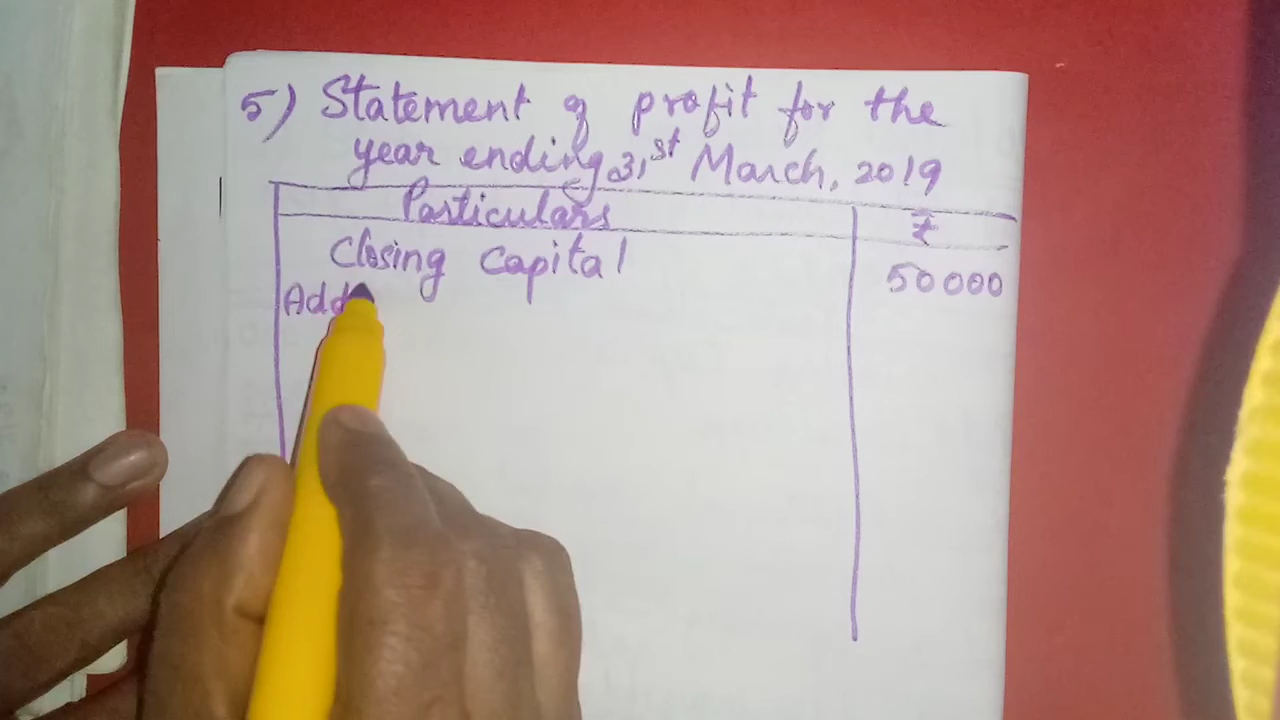 5) Statement of profit for the
year ending 31st March, 2019
Particulars ₹
Closing Capital 50000
Add